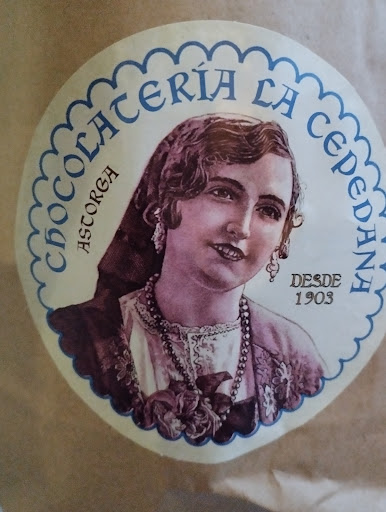 CHOCOLATERÍA LA CEPEDANA
ASTORGA
DESDE
1903